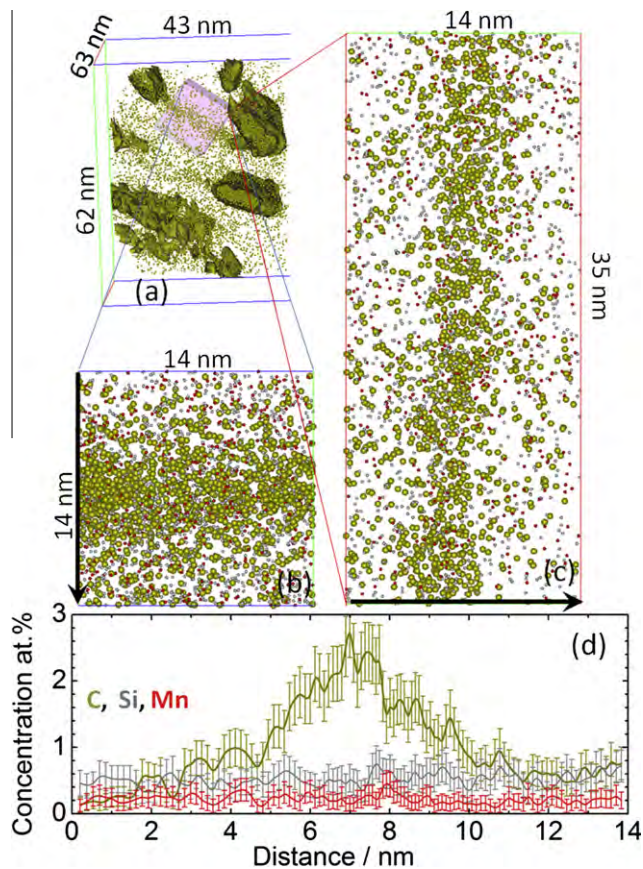 43 nm
63 nm
62 nm
(a)
14 nm
35 nm
(c)
14 nm
14 nm
(b)
3
2
1
0
Concentration at.%
C, Si, Mn
(d)
0 2 4 6 8 10 12 14
Distance / nm